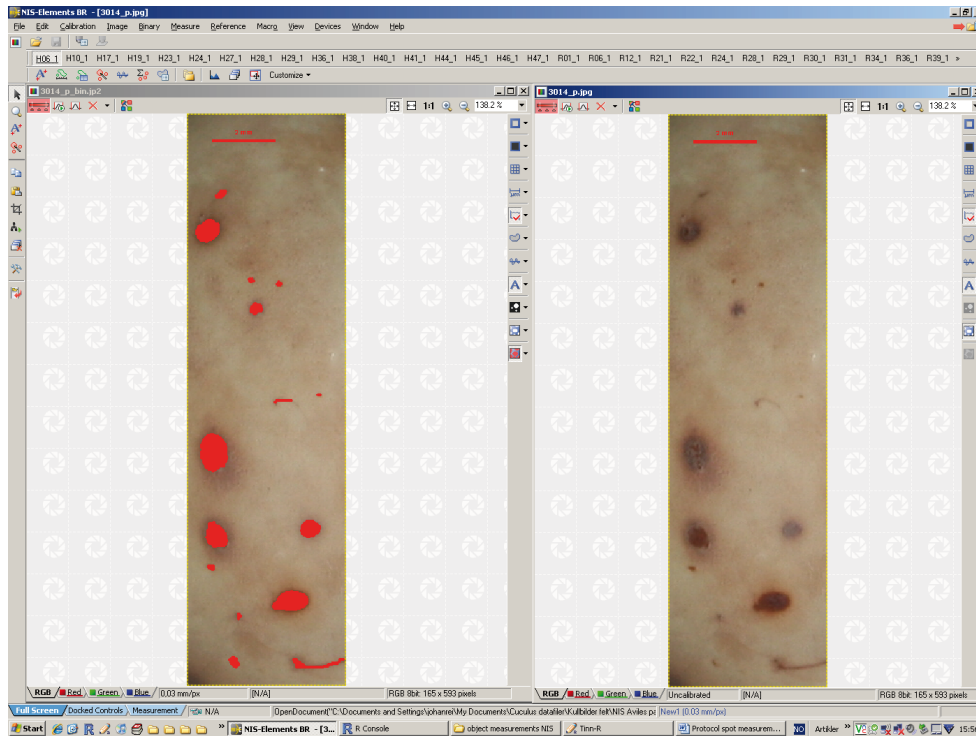 NIS-Elements BR - [3014_p.jpg]
File Edit Calibration Image Binary Measure Reference Macro View Devices Window Help
H06_1 H10_1 H17_1 H19_1 H23_1 H24_1 H27_1 H28_1 H29_1 H36_1 H38_1 H40_1 H41_1 H44_1 H45_1 H46_1 H47_1 R01_1 R06_1 R12_1 R21_1 R22_1 R24_1 R28_1 R29_1 R30_1 R31_1 R34_1 R36_1 R39_1 »
Customize
3014_p_bin.jp2
1:1 138.2 %
3014_p.jpg
1:1 138.2 %
2 mm
2 mm
RGB Red Green Blue 0.03 mm/px [N/A] RGB 8bit: 165 x 593 pixels
RGB Red Green Blue Uncalibrated [N/A] RGB 8bit: 165 x 593 pixels
Full Screen Docked Controls Measurement N/A OpenDocument("C:\Documents and Settings\johannei\My Documents\Cuculus datafiler\Kullbilder felt\NIS Aviles pa New1 (0.03 mm/px)
Start » NIS-Elements BR - [3... R Console object measurements NIS Tinn-R Protocol spot measurem... NO Artikler »